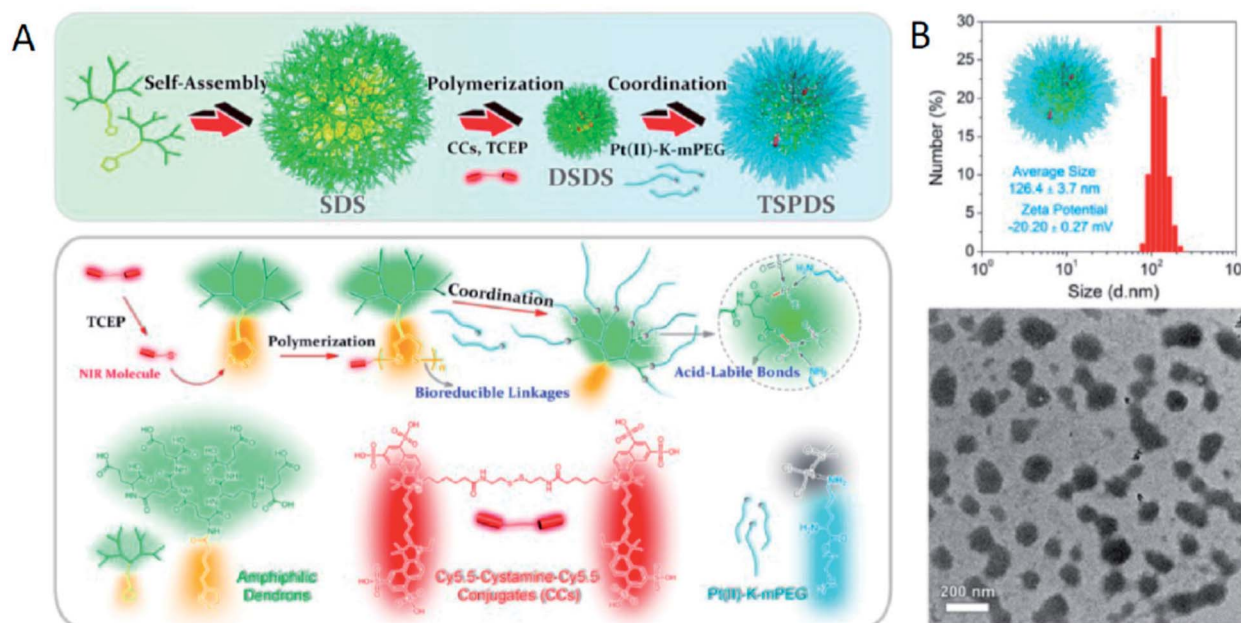 A
Self-Assembly
Polymerization
Coordination
CCs, TCEP
Pt(II)-K-mPEG
SDS
DSDS
TSPDS
TCEP
NIR Molecule
Polymerization
Coordination
Bioreducible Linkages
Acid-Labile Bonds
Amphiphilic
Dendrons
Cy5.5-Cystamine-Cy5.5
Conjugates (CCs)
Pt(II)-K-mPEG
B
Number (%)
30
25
20
15
10
5
0
Average Size
126.4 ± 3.7 nm
Zeta Potential
-20.20 ± 0.27 mV
10⁰
10¹
10²
Size (d.nm)
200 nm